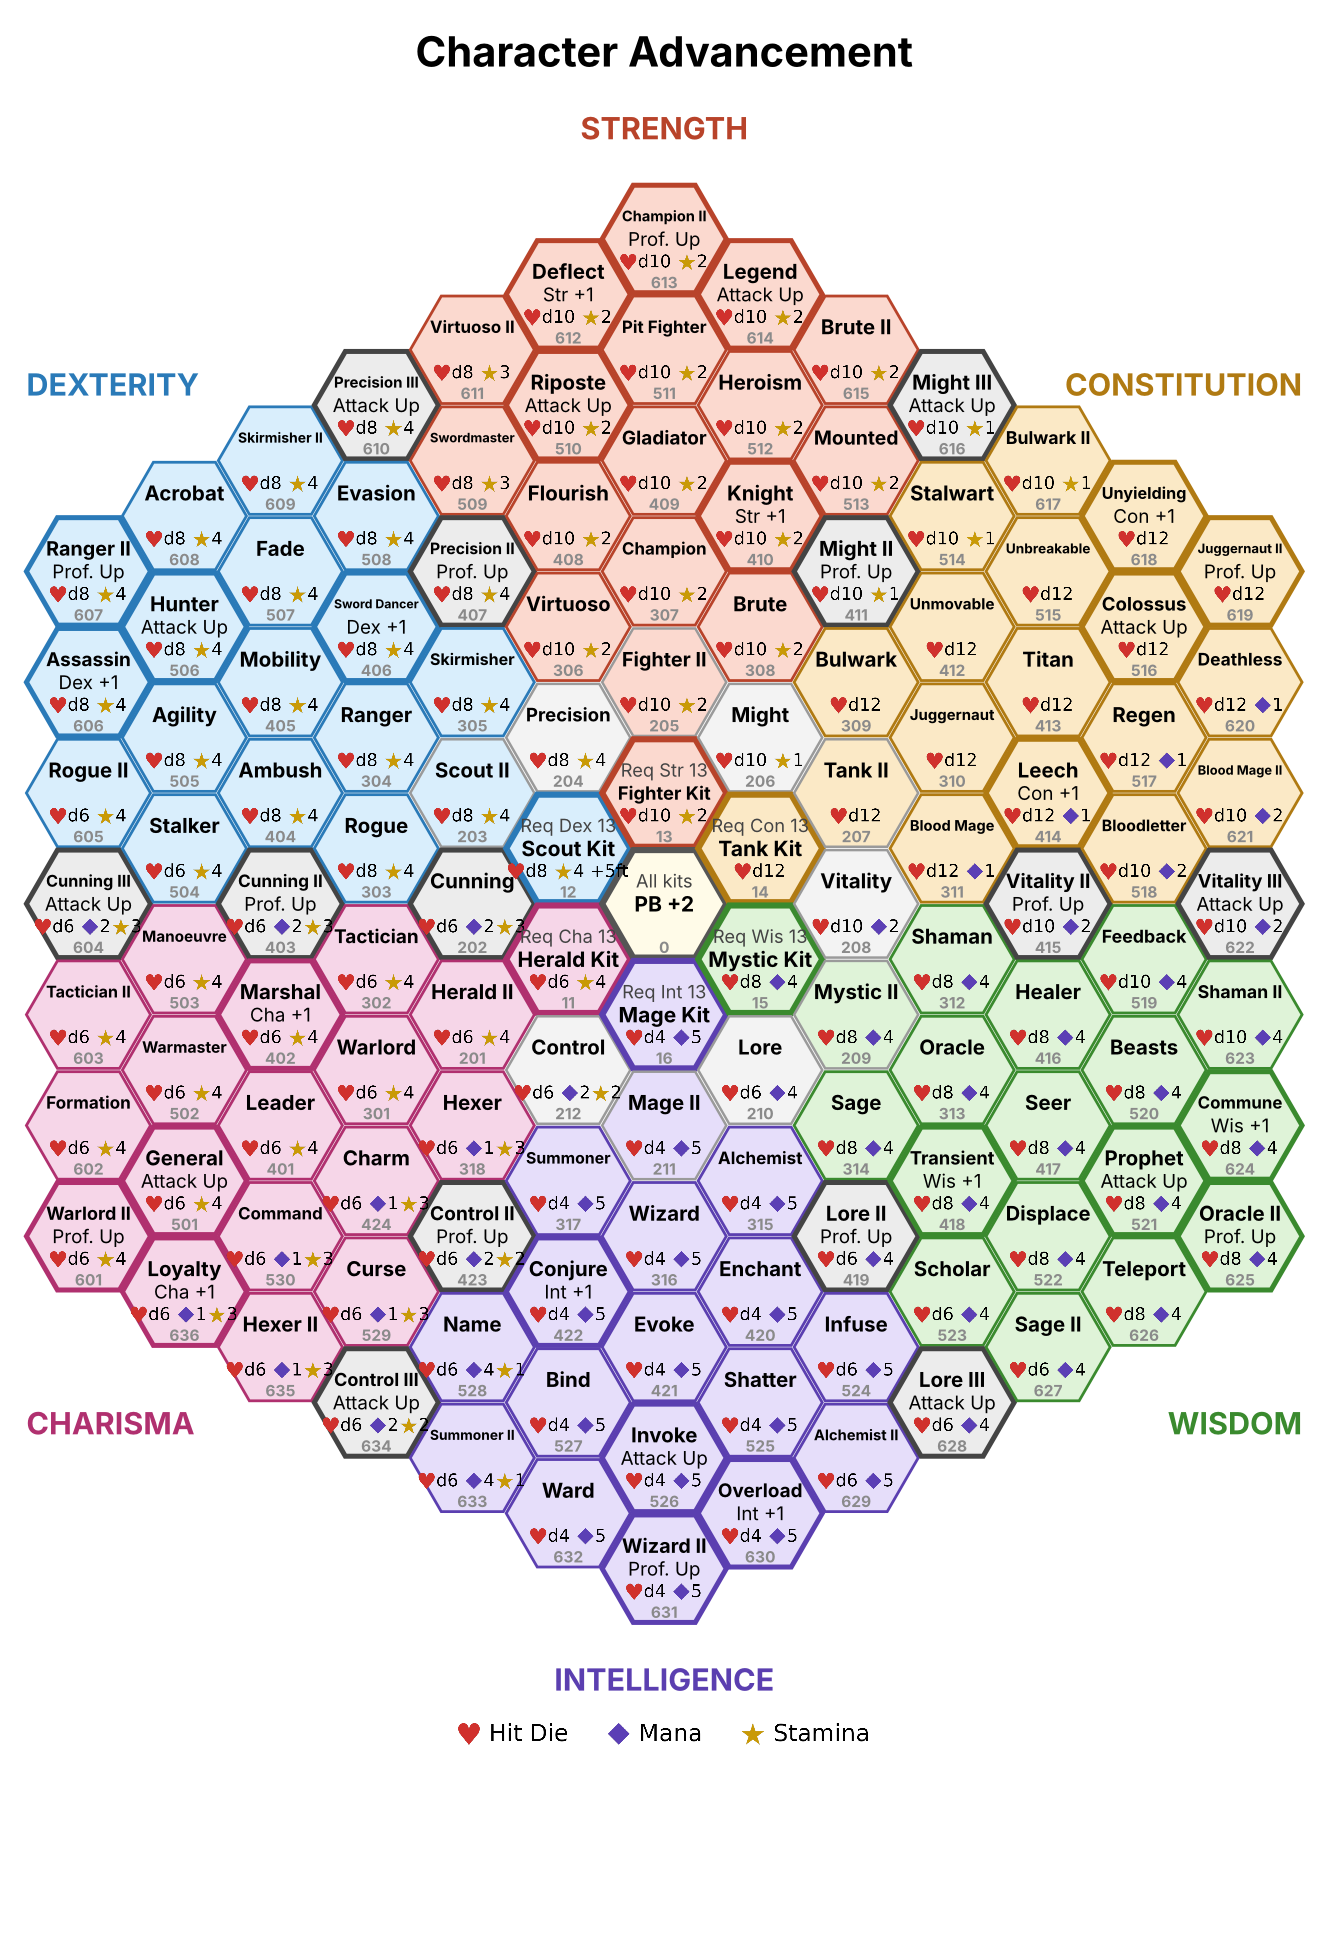 Character Advancement
STRENGTH
DEXTERITY
CONSTITUTION
Champion II
Prof. Up
♥d10 ★2
613
Deflect
Str +1
♥d10 ★2
612
Legend
Attack Up
♥d10 ★2
614
Virtuoso II
♥d8 ★3
611
Pit Fighter
♥d10 ★2
511
Brute II
♥d10 ★2
615
Precision III
Attack Up
♥d8 ★4
610
Riposte
Attack Up
♥d10 ★2
510
Heroism
♥d10 ★2
512
Might III
Attack Up
♥d10 ★1
616
Skirmisher II
♥d8 ★4
609
Swordmaster
♥d8 ★3
509
Gladiator
♥d10 ★2
409
Mounted
♥d10 ★2
513
Bulwark II
♥d10 ★1
617
Acrobat
♥d8 ★4
608
Evasion
♥d8 ★4
508
Flourish
♥d10 ★2
408
Knight
Str +1
♥d10 ★2
410
Stalwart
♥d10 ★1
514
Unyielding
Con +1
♥d12
618
Ranger II
Prof. Up
♥d8 ★4
607
Fade
♥d8 ★4
507
Precision II
Prof. Up
♥d8 ★4
407
Champion
♥d10 ★2
307
Might II
Prof. Up
♥d10 ★1
411
Unbreakable
♥d12
515
Juggernaut II
Prof. Up
♥d12
619
Hunter
Attack Up
♥d8 ★4
506
Sword Dancer
Dex +1
♥d8 ★4
406
Virtuoso
♥d10 ★2
306
Brute
♥d10 ★2
308
Unmovable
♥d12
412
Colossus
Attack Up
♥d12
516
Assassin
Dex +1
♥d8 ★4
606
Mobility
♥d8 ★4
405
Skirmisher
♥d8 ★4
305
Fighter II
♥d10 ★2
205
Bulwark
♥d12
309
Titan
♥d12
413
Deathless
♥d12 ◆1
620
Agility
♥d8 ★4
505
Ranger
♥d8 ★4
304
Precision
♥d8 ★4
204
Might
♥d10 ★1
206
Juggernaut
♥d12
310
Regen
♥d12 ◆1
517
Rogue II
♥d6 ★4
605
Ambush
♥d8 ★4
404
Scout II
♥d8 ★4
203
Req Str 13
Fighter Kit
♥d10 ★2
13
Tank II
♥d12
207
Leech
Con +1
♥d12 ◆1
414
Blood Mage II
♥d10 ◆2
621
Stalker
♥d6 ★4
504
Rogue
♥d8 ★4
303
Req Dex 13
Scout Kit
♥d8 ★4 +5ft
12
Req Con 13
Tank Kit
♥d12
14
Blood Mage
♥d12 ◆1
311
Bloodletter
♥d10 ◆2
518
Cunning III
Attack Up
♥d6 ◆2★3
604
Cunning II
Prof. Up
♥d6 ◆2★3
403
Cunning
♥d6 ◆2★3
202
All kits
PB +2
0
Vitality
♥d10 ◆2
208
Vitality II
Prof. Up
♥d10 ◆2
415
Vitality III
Attack Up
♥d10 ◆2
622
Manoeuvre
♥d6 ★4
503
Tactician
♥d6 ★4
302
Req Cha 13
Herald Kit
♥d6 ★4
11
Req Wis 13
Mystic Kit
♥d8 ◆4
15
Shaman
♥d8 ◆4
312
Feedback
♥d10 ◆4
519
Tactician II
♥d6 ★4
603
Marshal
Cha +1
♥d6 ★4
402
Herald II
♥d6 ★4
201
Req Int 13
Mage Kit
♥d4 ◆5
16
Mystic II
♥d8 ◆4
209
Healer
♥d8 ◆4
416
Shaman II
♥d10 ◆4
623
Warmaster
♥d6 ★4
502
Warlord
♥d6 ★4
301
Control
♥d6 ◆2★2
212
Lore
♥d6 ◆4
210
Oracle
♥d8 ◆4
313
Beasts
♥d8 ◆4
520
Formation
♥d6 ★4
602
Leader
♥d6 ★4
401
Hexer
♥d6 ◆1★3
318
Mage II
♥d4 ◆5
211
Sage
♥d8 ◆4
314
Seer
♥d8 ◆4
417
Commune
Wis +1
♥d8 ◆4
624
General
Attack Up
♥d6 ★4
501
Charm
♥d6 ◆1★3
424
Summoner
♥d4 ◆5
317
Alchemist
♥d4 ◆5
315
Transient
Wis +1
♥d8 ◆4
418
Prophet
Attack Up
♥d8 ◆4
521
Warlord II
Prof. Up
♥d6 ★4
601
Command
♥d6 ◆1★3
530
Control II
Prof. Up
♥d6 ◆2★2
423
Wizard
♥d4 ◆5
316
Lore II
Prof. Up
♥d6 ◆4
419
Displace
♥d8 ◆4
522
Oracle II
Prof. Up
♥d8 ◆4
625
Loyalty
Cha +1
♥d6 ◆1★3
636
Curse
♥d6 ◆1★3
529
Conjure
Int +1
♥d4 ◆5
422
Enchant
♥d4 ◆5
420
Scholar
♥d6 ◆4
523
Teleport
♥d8 ◆4
626
Hexer II
♥d6 ◆1★3
635
Name
♥d6 ◆4★1
528
Evoke
♥d4 ◆5
421
Infuse
♥d6 ◆5
524
Sage II
♥d6 ◆4
627
Control III
Attack Up
♥d6 ◆2★2
634
Bind
♥d4 ◆5
527
Shatter
♥d4 ◆5
525
Lore III
Attack Up
♥d6 ◆4
628
CHARISMA
WISDOM
Summoner II
♥d6 ◆4★1
633
Invoke
Attack Up
♥d4 ◆5
526
Alchemist II
♥d6 ◆5
629
Ward
♥d4 ◆5
632
Overload
Int +1
♥d4 ◆5
630
Wizard II
Prof. Up
♥d4 ◆5
631
INTELLIGENCE
♥ Hit Die ◆ Mana ★ Stamina